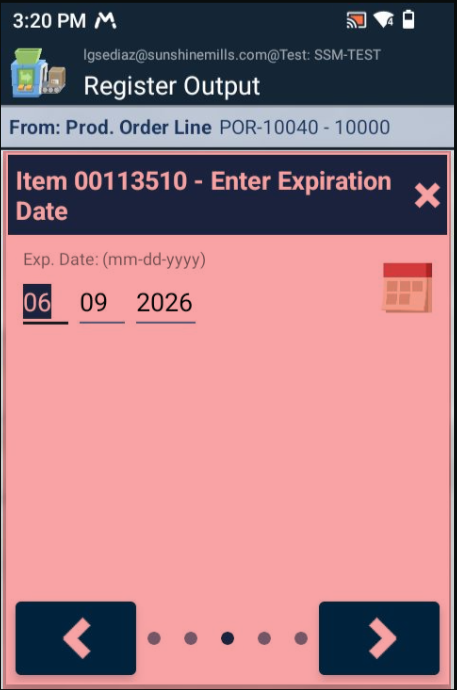 3:20 PM
lgsediaz@sunshinemills.com@Test: SSM-TEST
Register Output
From: Prod. Order Line POR-10040 - 10000
Item 00113510 - Enter Expiration
Date
Exp. Date: (mm-dd-yyyy)
06 09 2026